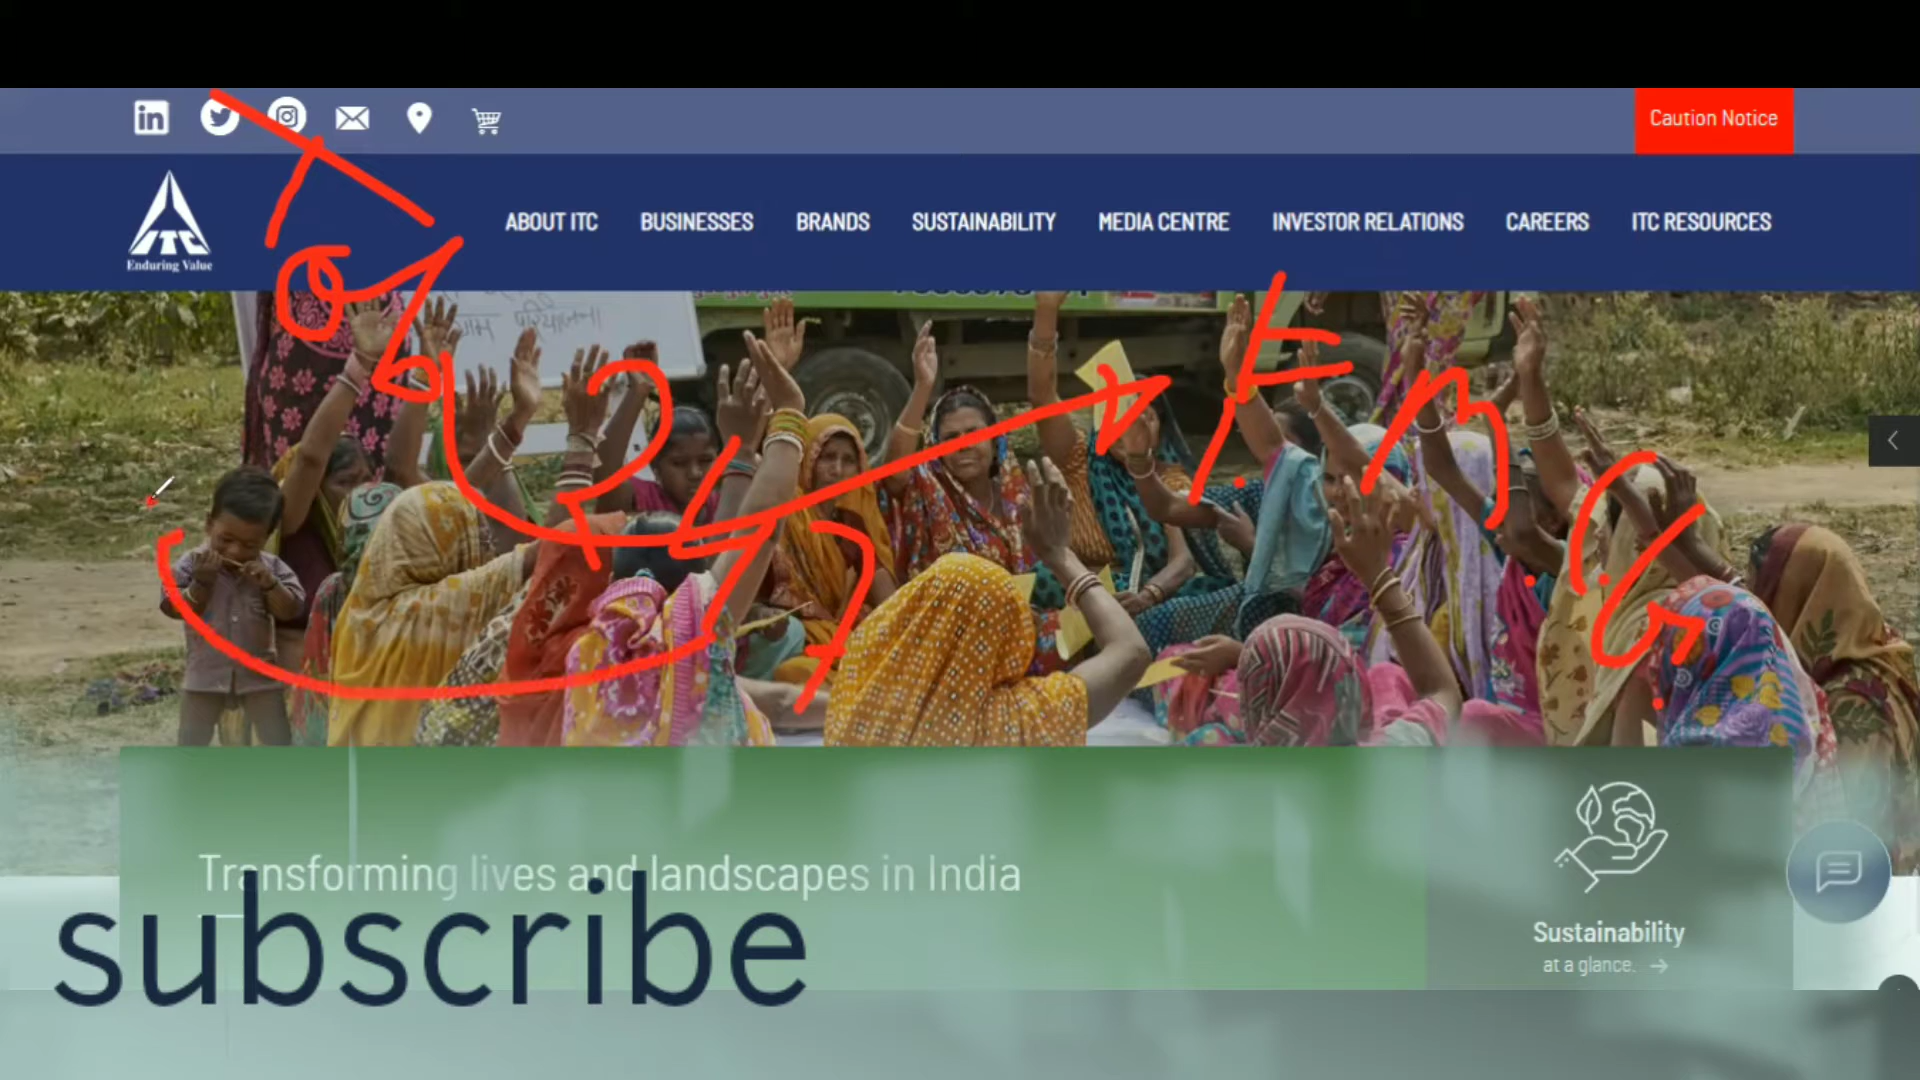 Caution Notice
ITC
Enduring Value
ABOUT ITC BUSINESSES BRANDS SUSTAINABILITY MEDIA CENTRE INVESTOR RELATIONS CAREERS ITC RESOURCES
F.M.C.G.
Transforming lives and landscapes in India
subscribe
Sustainability
at a glance. →